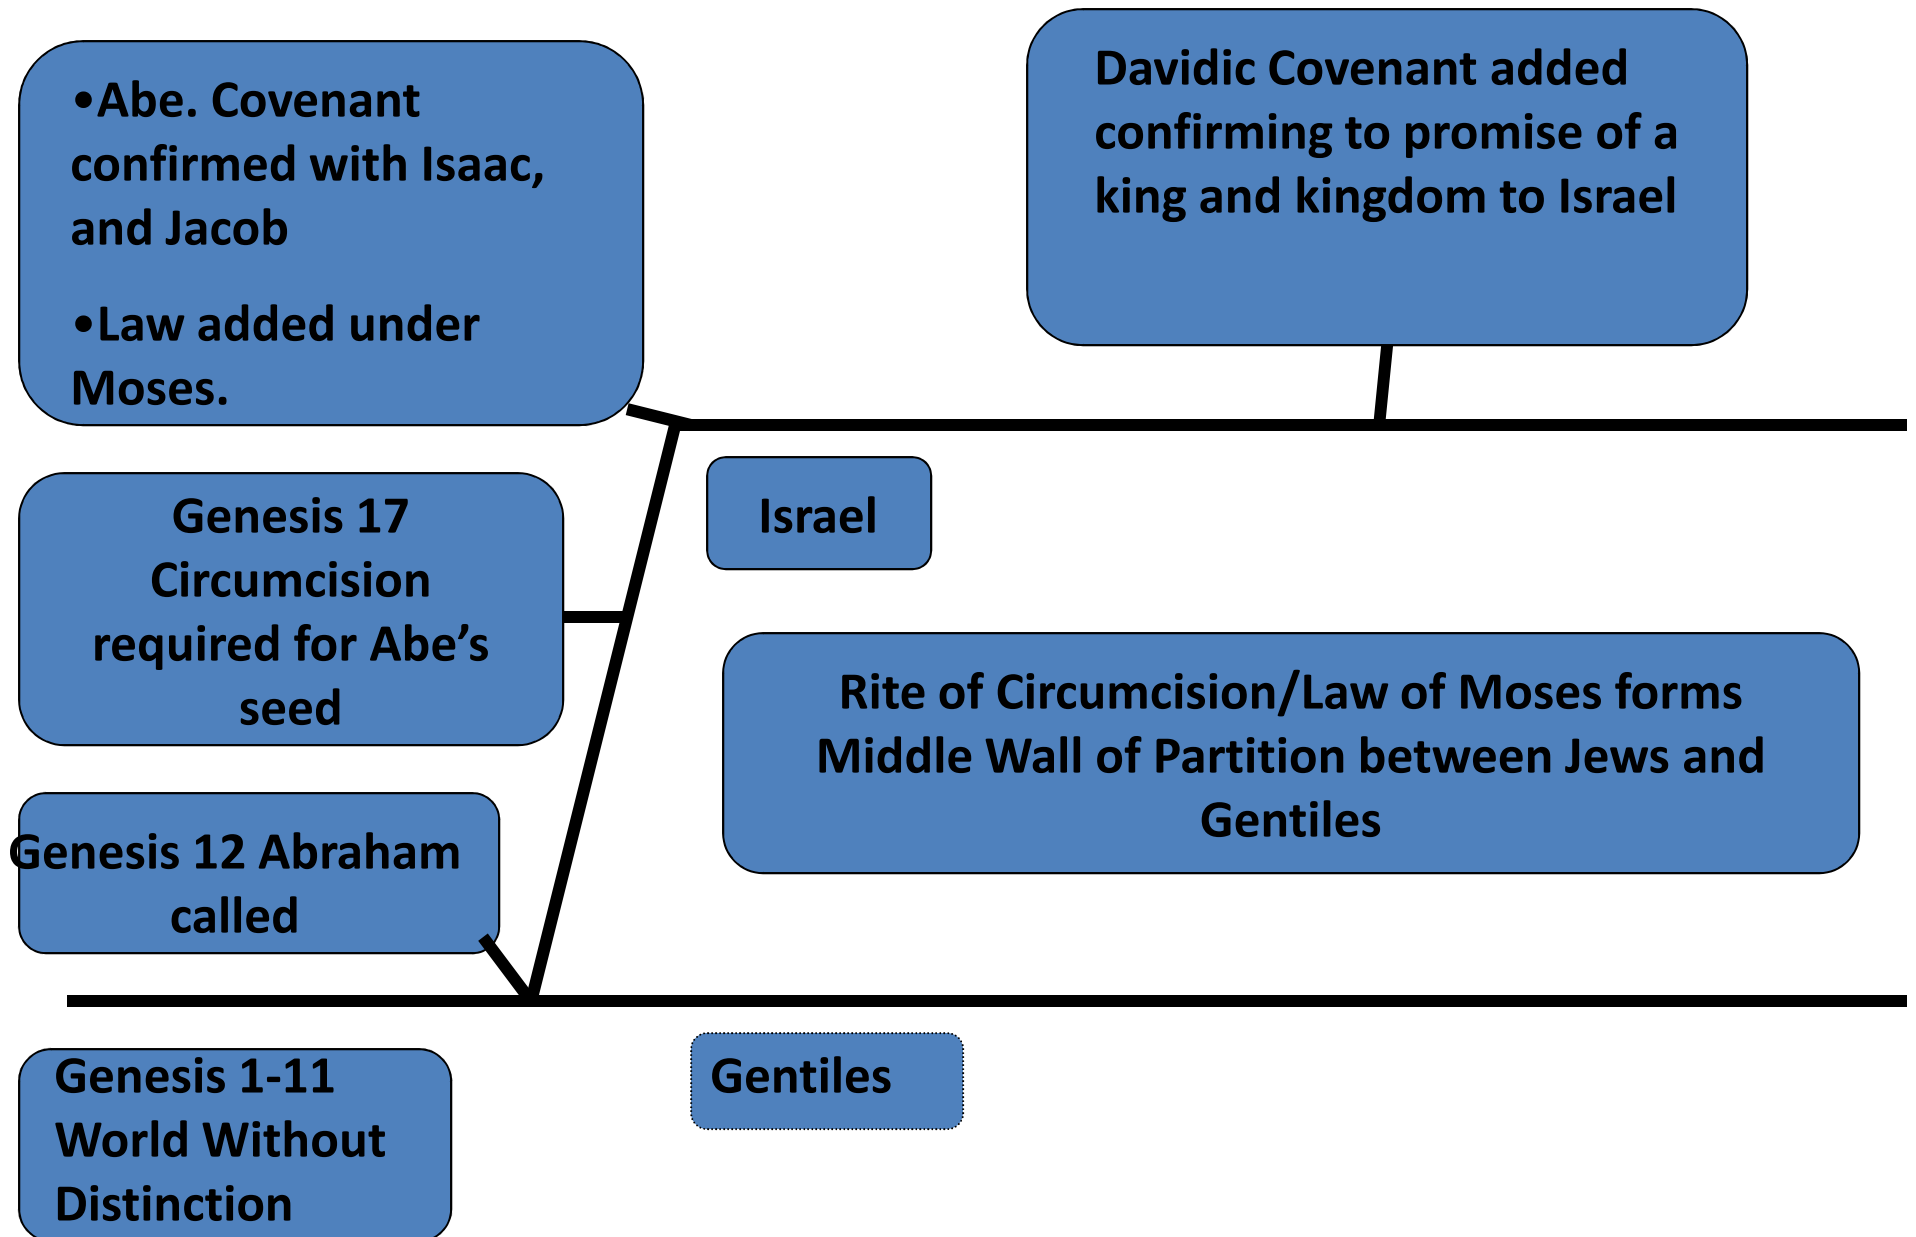 •Abe. Covenant
confirmed with Isaac,
and Jacob
•Law added under
Moses.
Davidic Covenant added
confirming to promise of a
king and kingdom to Israel
Genesis 17
Circumcision
required for Abe’s
seed
Israel
Rite of Circumcision/Law of Moses forms
Middle Wall of Partition between Jews and
Gentiles
Genesis 12 Abraham
called
Genesis 1-11
World Without
Distinction
Gentiles